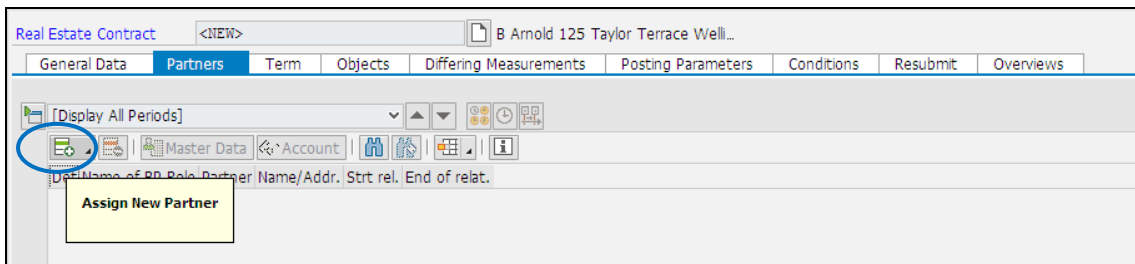 Real Estate Contract <NEW> B Arnold 125 Taylor Terrace Welli…
General Data Partners Term Objects Differing Measurements Posting Parameters Conditions Resubmit Overviews
[Display All Periods]
Master Data Account
Det Name of BP Role Partner Name/Addr. Strt rel. End of relat.
Assign New Partner